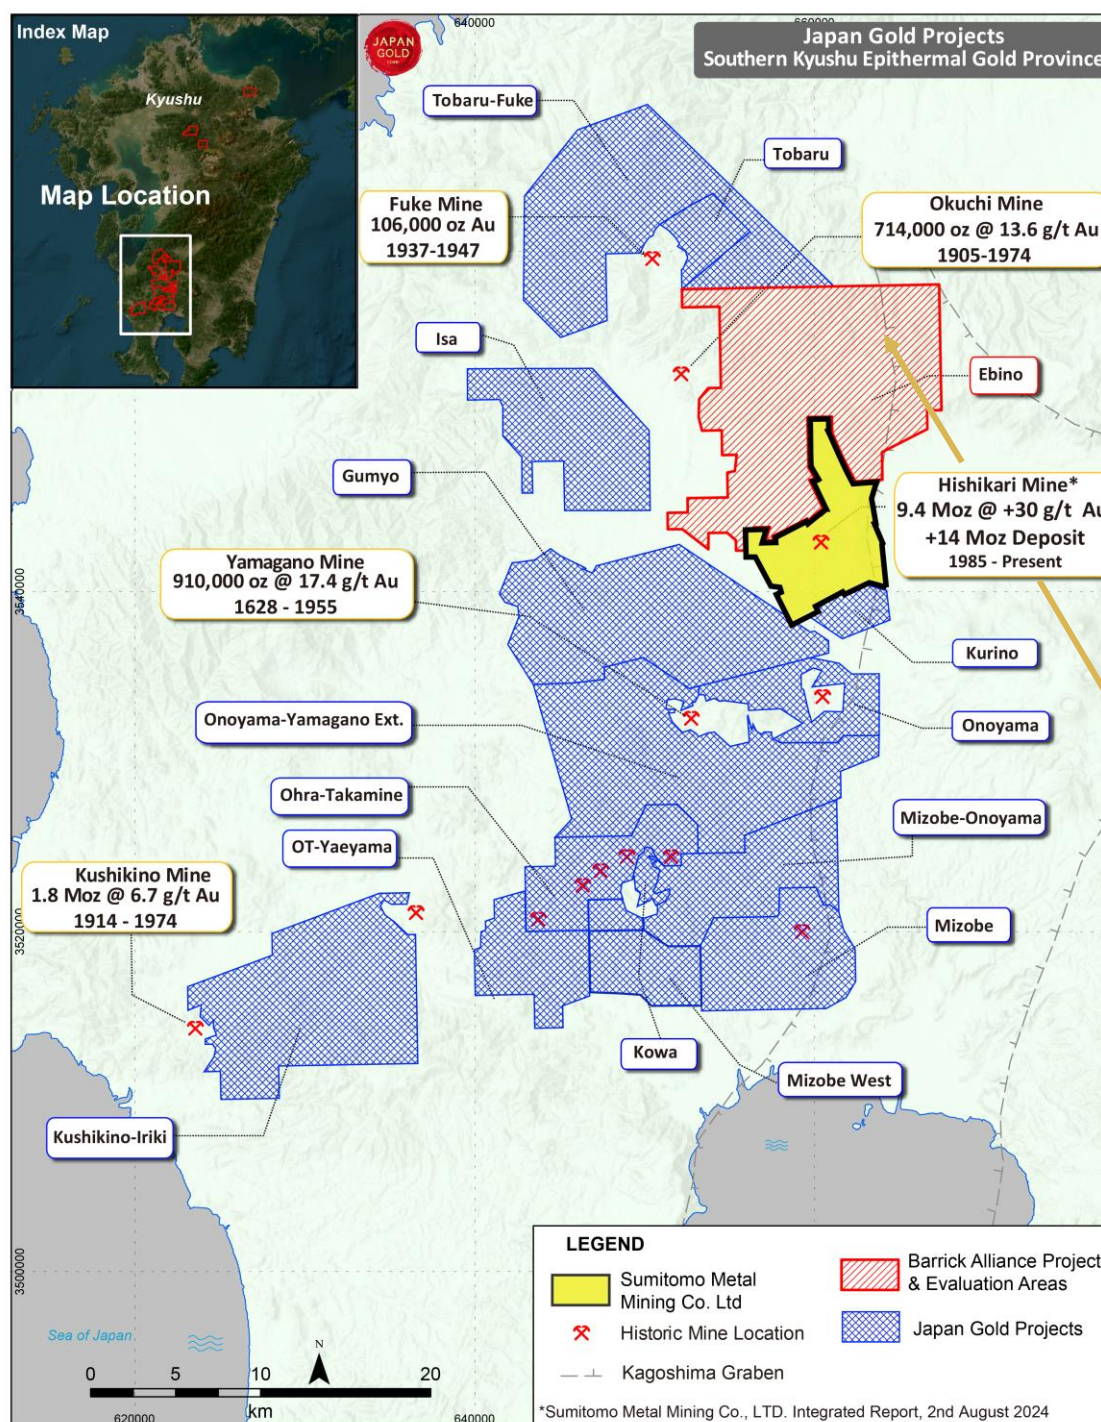 Index Map
Kyushu
Map Location
JAPAN
GOLD
CORP.
640000
660000
Japan Gold Projects
Southern Kyushu Epithermal Gold Province
Tobaru-Fuke
Tobaru
Fuke Mine
106,000 oz Au
1937-1947
Okuchi Mine
714,000 oz @ 13.6 g/t Au
1905-1974
Isa
Ebino
Gumyo
Hishikari Mine*
9.4 Moz @ +30 g/t Au
+14 Moz Deposit
1985 - Present
Yamagano Mine
910,000 oz @ 17.4 g/t Au
1628 - 1955
3540000
Kurino
Onoyama-Yamagano Ext.
Onoyama
Ohra-Takamine
Mizobe-Onoyama
OT-Yaeyama
Kushikino Mine
1.8 Moz @ 6.7 g/t Au
1914 - 1974
3520000
Mizobe
Kowa
Mizobe West
Kushikino-Iriki
3500000
LEGEND
Sumitomo Metal
Mining Co. Ltd
Barrick Alliance Project
& Evaluation Areas
Historic Mine Location
Japan Gold Projects
Kagoshima Graben
Sea of Japan
N
0 5 10 20
km
620000
640000
*Sumitomo Metal Mining Co., LTD. Integrated Report, 2nd August 2024